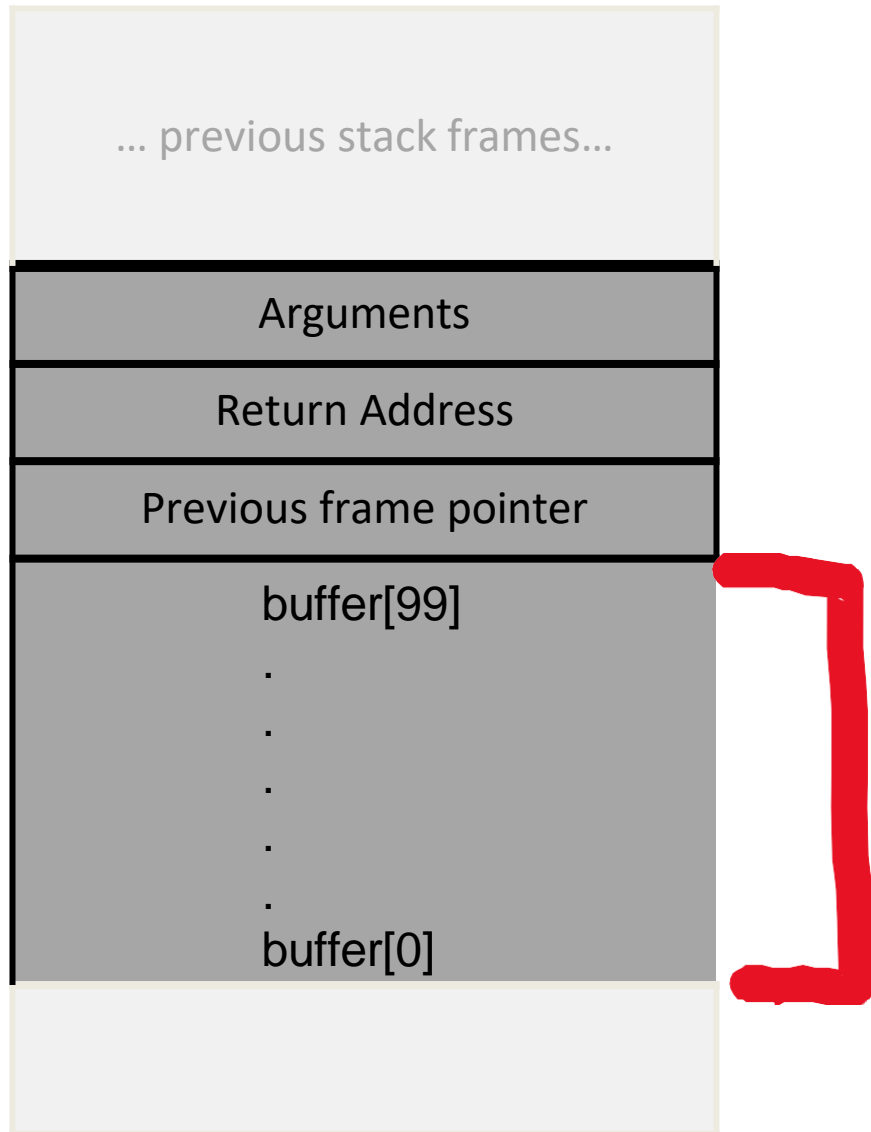 ... previous stack frames...
Arguments
Return Address
Previous frame pointer
buffer[99]
.
.
.
.
.
buffer[0]